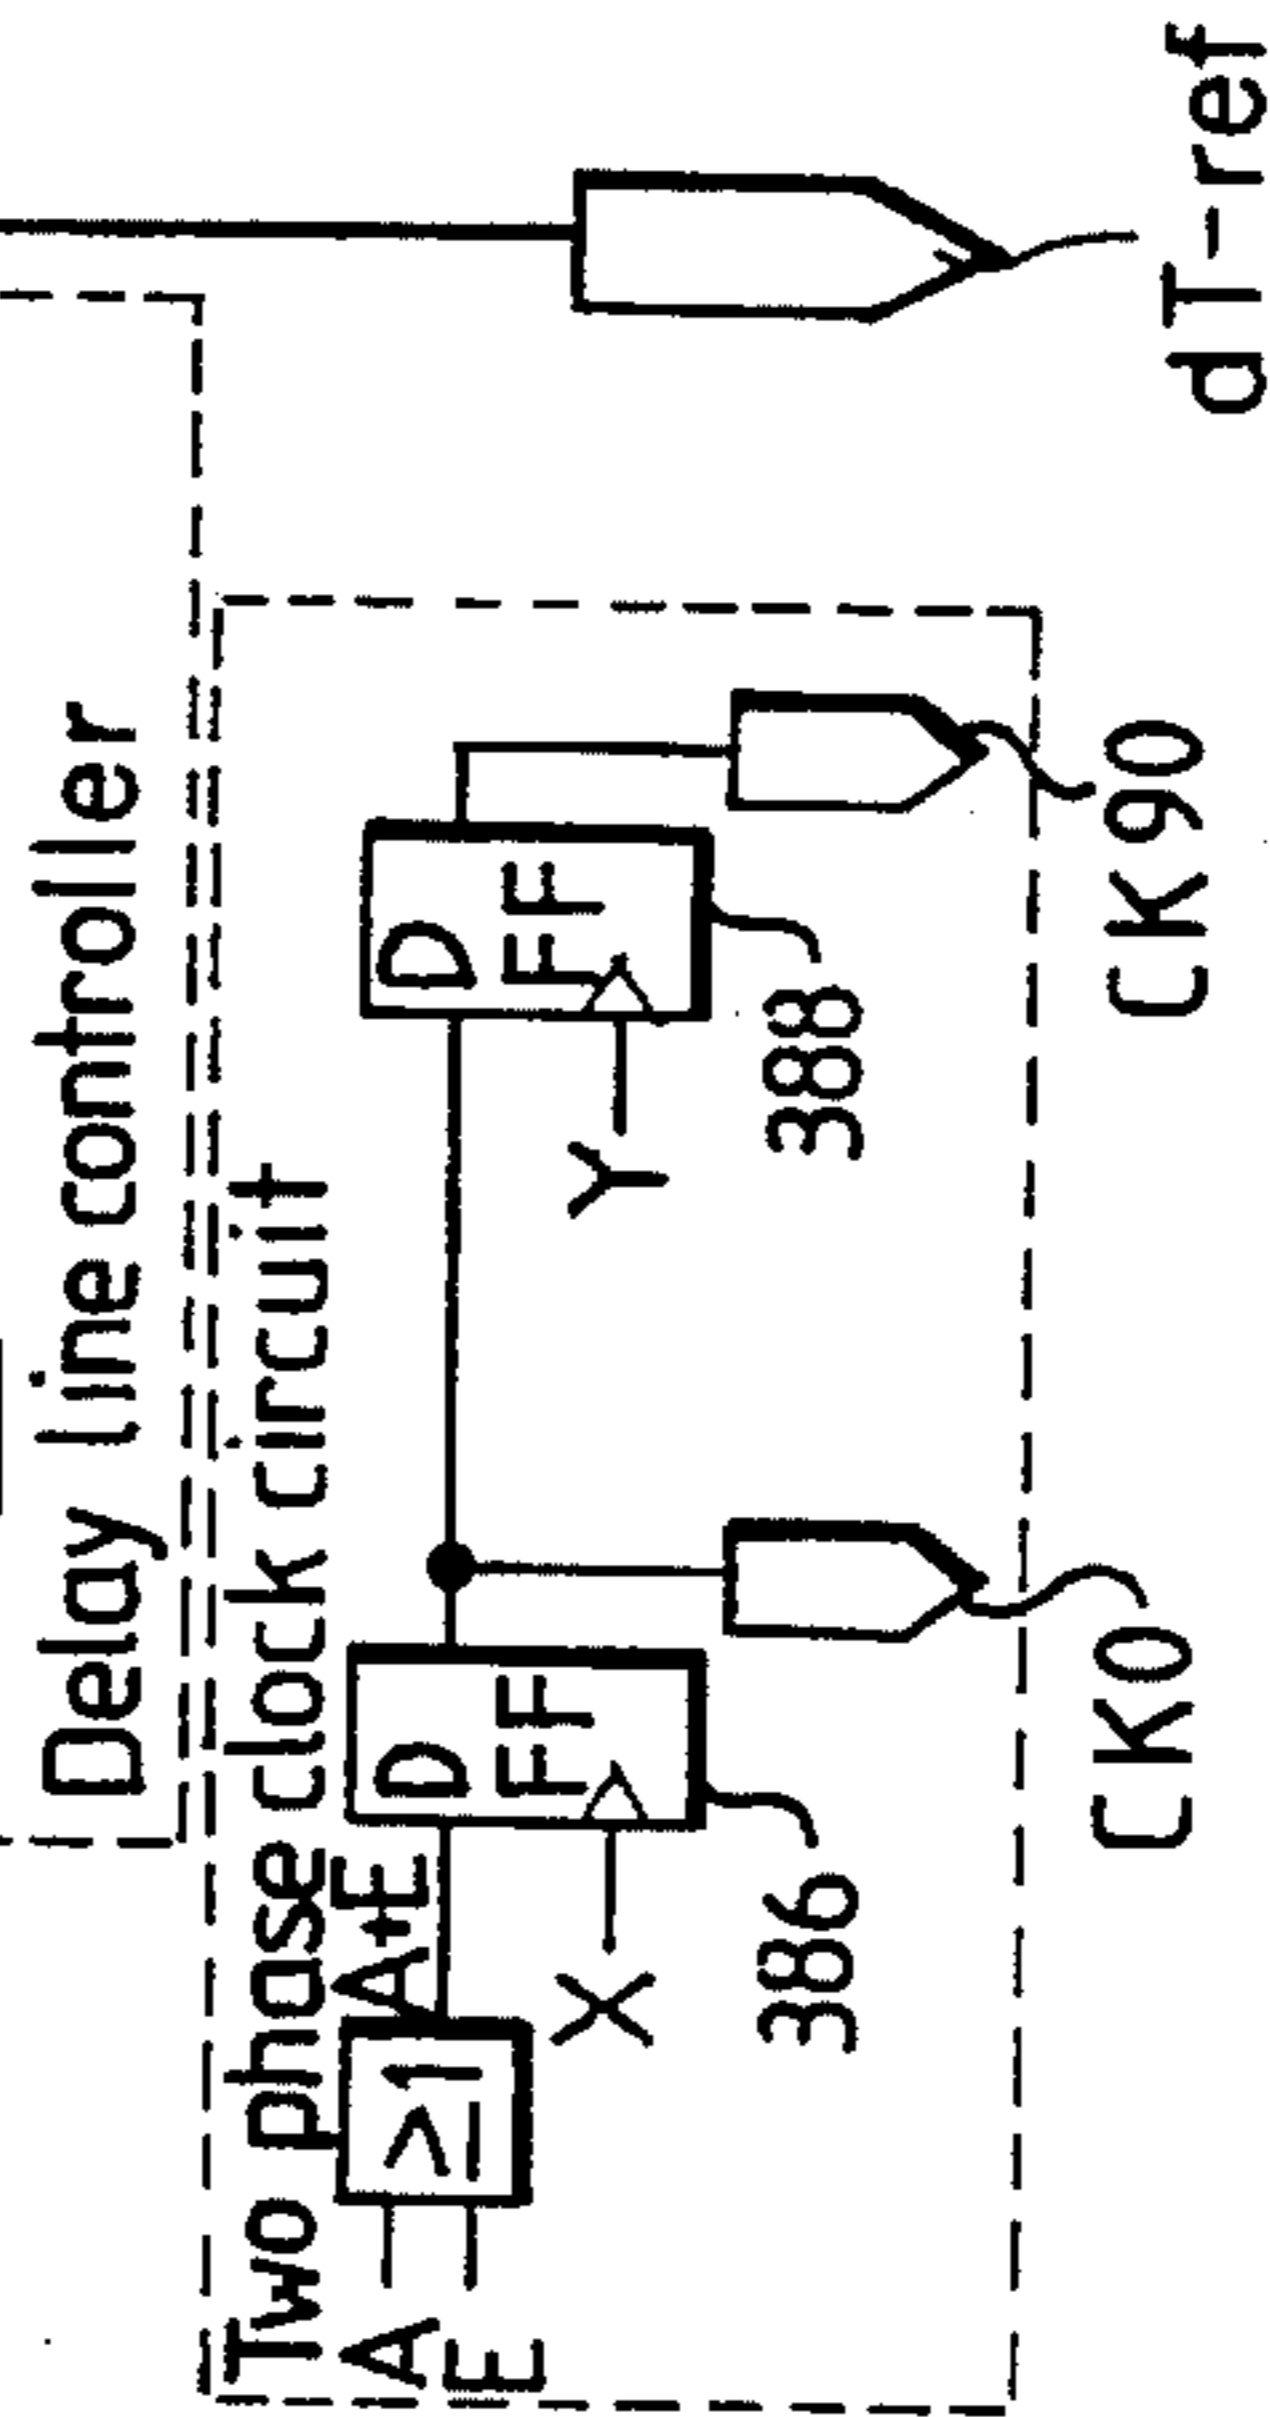 Delay line controller
Two phase clock circuit
A
E
≥1
A+E
D
FF
X
386
D
FF
Y
388
CK0
CK90
dT-ref